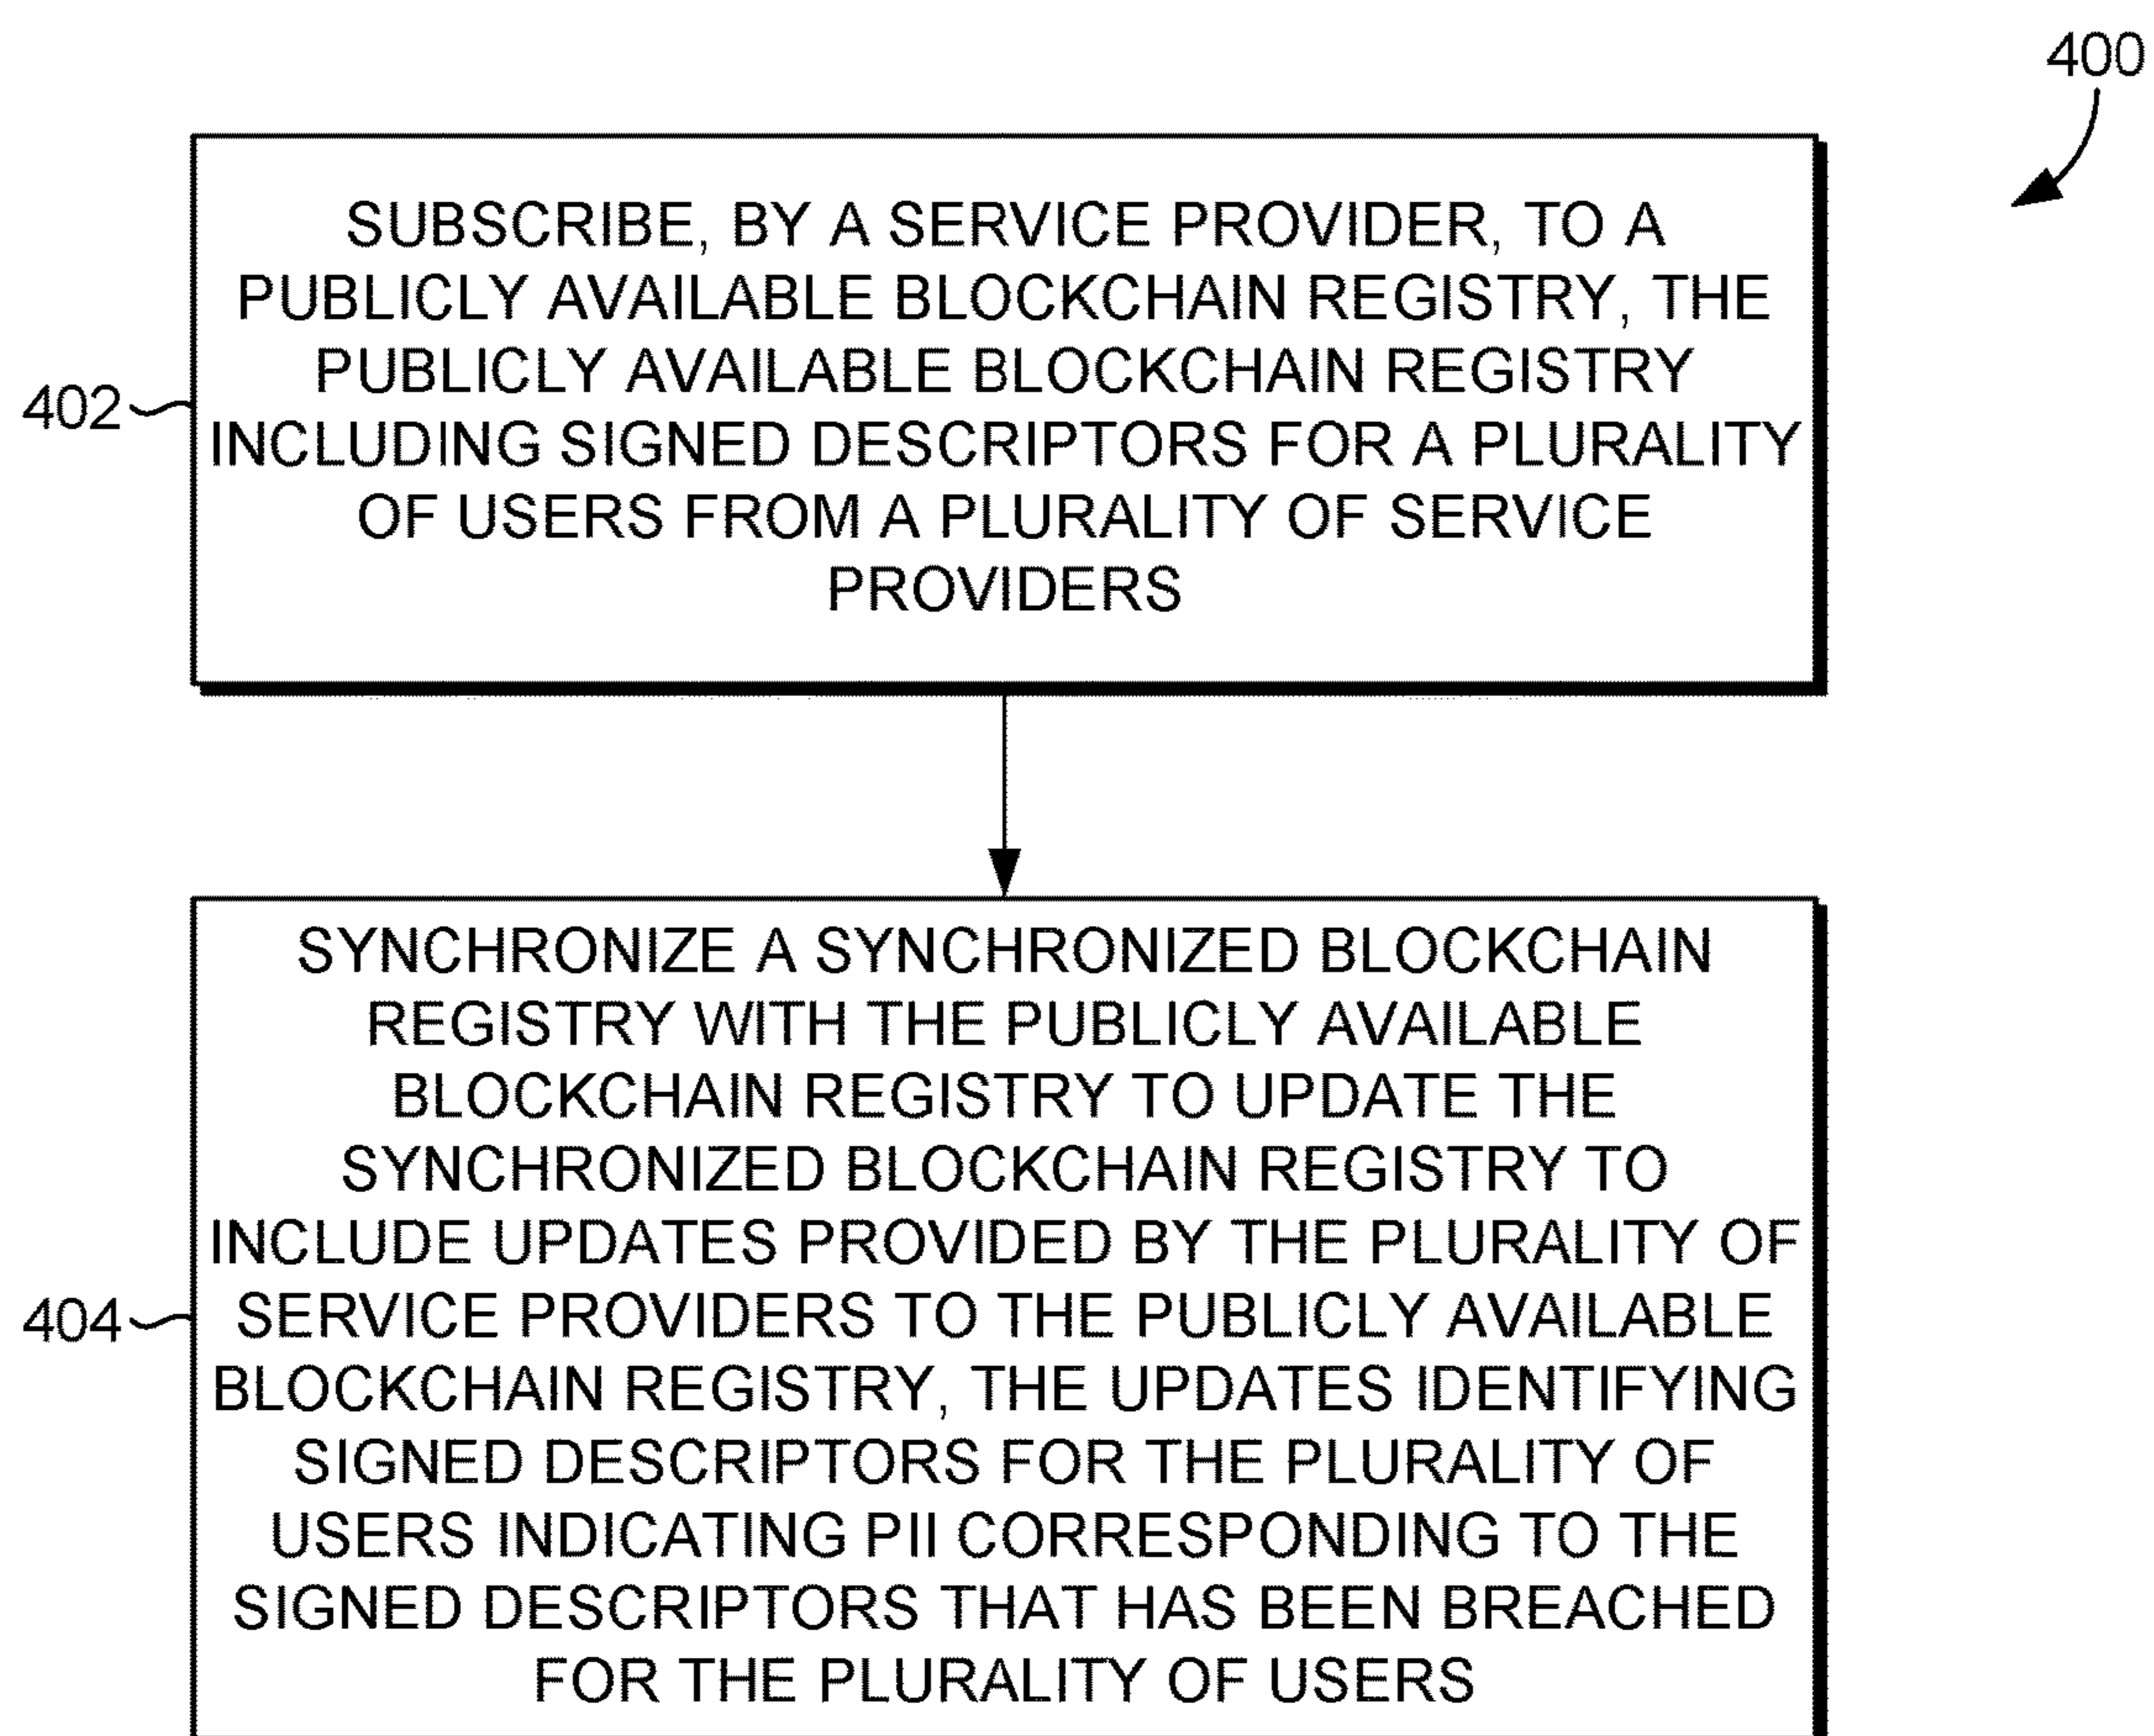 400
SUBSCRIBE, BY A SERVICE PROVIDER, TO A
PUBLICLY AVAILABLE BLOCKCHAIN REGISTRY, THE
PUBLICLY AVAILABLE BLOCKCHAIN REGISTRY
INCLUDING SIGNED DESCRIPTORS FOR A PLURALITY
OF USERS FROM A PLURALITY OF SERVICE
PROVIDERS
402
SYNCHRONIZE A SYNCHRONIZED BLOCKCHAIN
REGISTRY WITH THE PUBLICLY AVAILABLE
BLOCKCHAIN REGISTRY TO UPDATE THE
SYNCHRONIZED BLOCKCHAIN REGISTRY TO
INCLUDE UPDATES PROVIDED BY THE PLURALITY OF
SERVICE PROVIDERS TO THE PUBLICLY AVAILABLE
BLOCKCHAIN REGISTRY, THE UPDATES IDENTIFYING
SIGNED DESCRIPTORS FOR THE PLURALITY OF
USERS INDICATING PII CORRESPONDING TO THE
SIGNED DESCRIPTORS THAT HAS BEEN BREACHED
FOR THE PLURALITY OF USERS
404